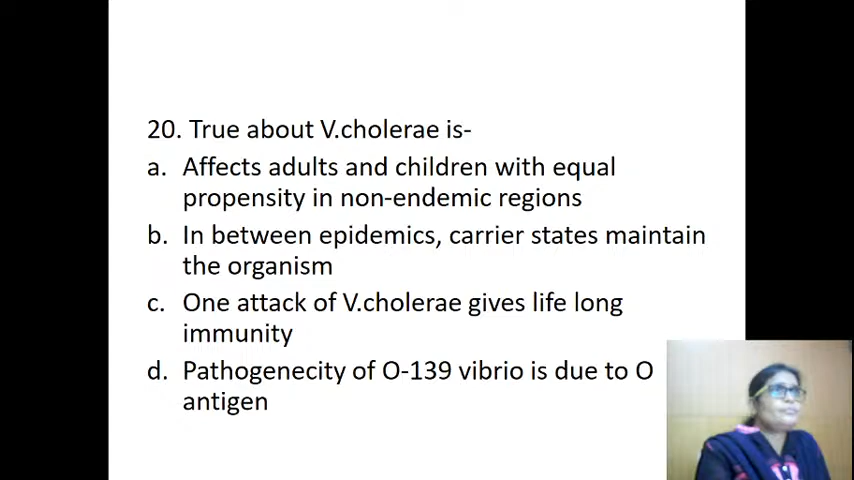 20. True about V.cholerae is-
a. Affects adults and children with equal
propensity in non-endemic regions
b. In between epidemics, carrier states maintain
the organism
c. One attack of V.cholerae gives life long
immunity
d. Pathogenecity of O-139 vibrio is due to O
antigen